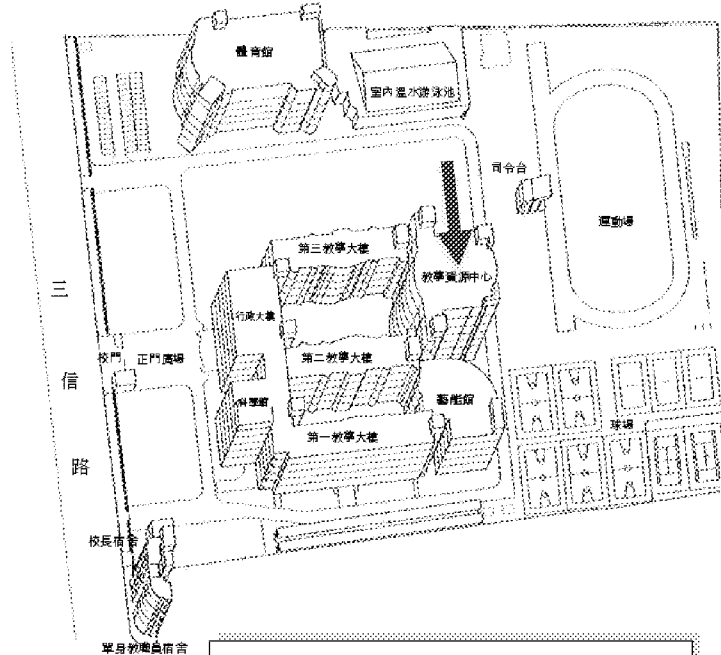 體育館
室內溫水游泳池
司令台
運動場
第三教學大樓
教學資源中心
三
信
路
行政大樓
校門
正門廣場
第二教學大樓
科學館
藝能館
第一教學大樓
球場
校長宿舍
單身教職員宿舍